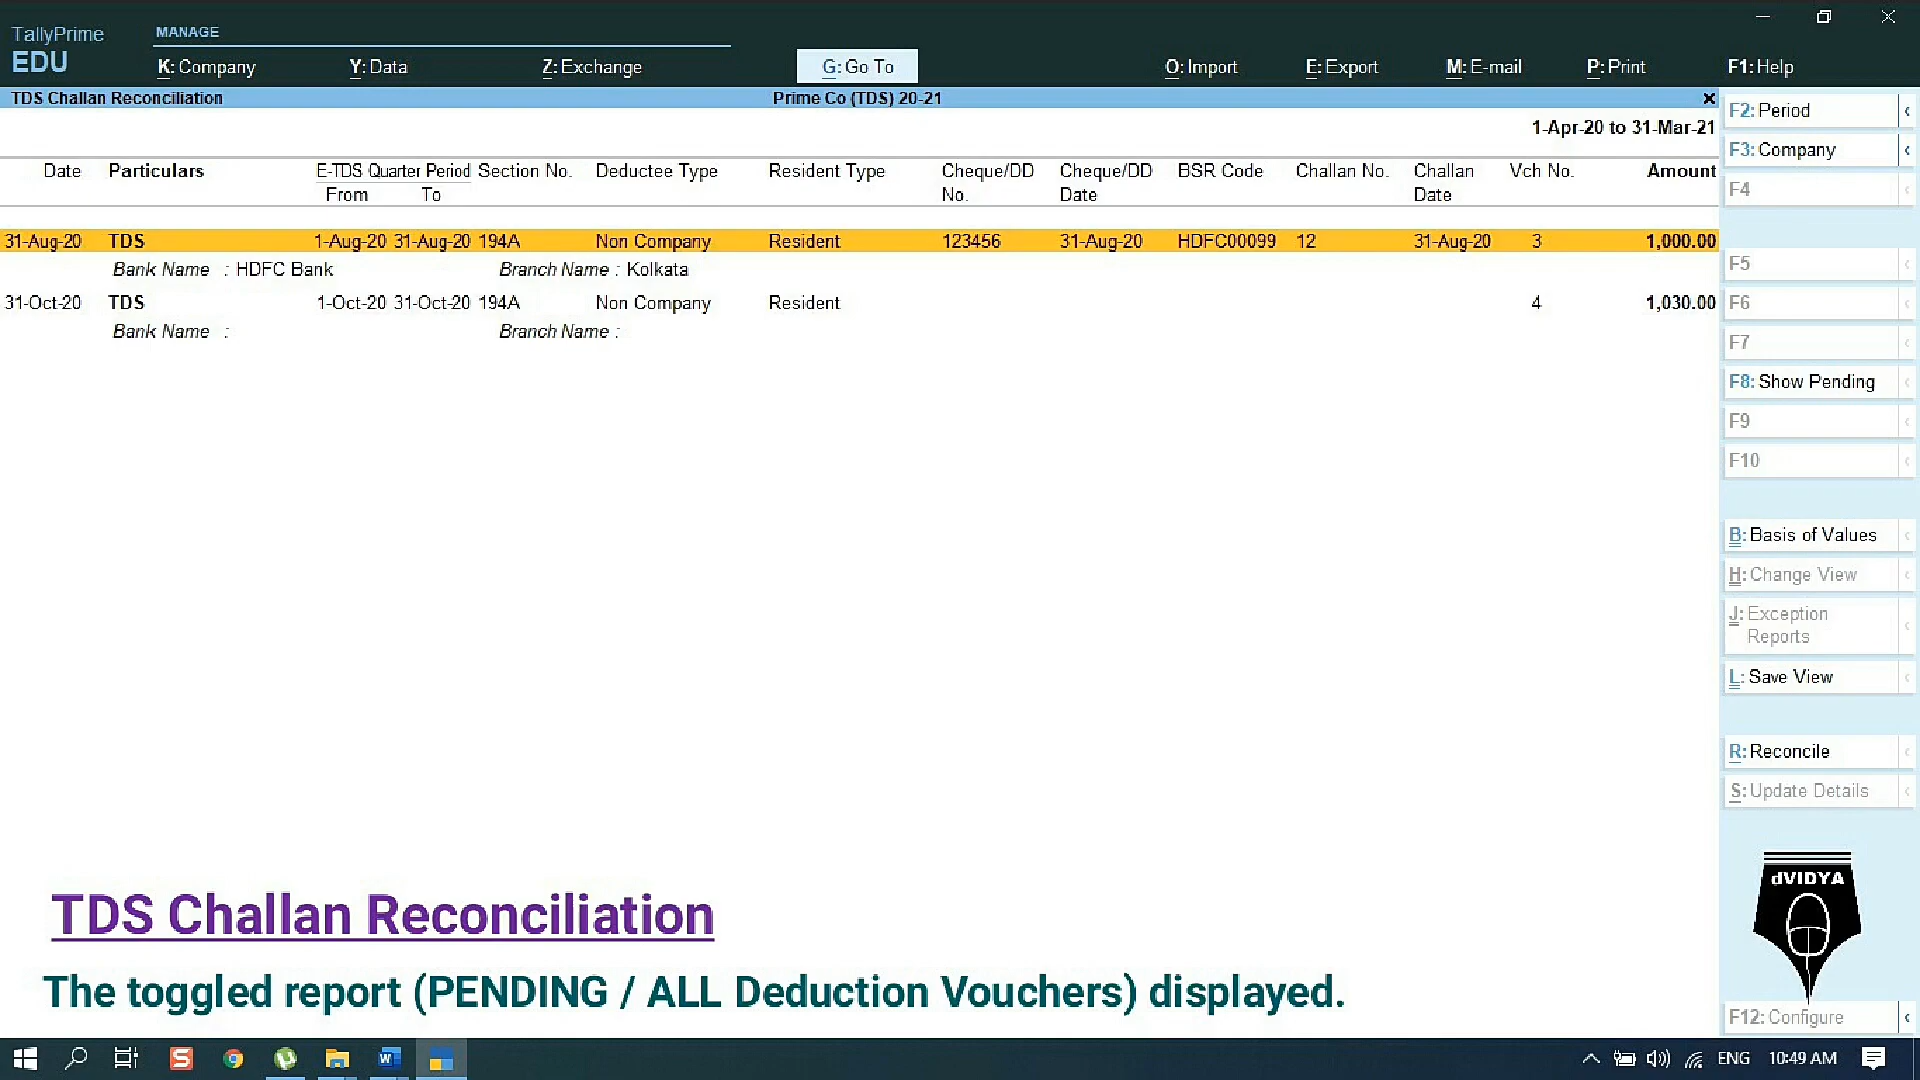 TallyPrime
EDU
MANAGE
K: Company Y: Data Z: Exchange G: Go To O: Import E: Export M: E-mail P: Print F1: Help
TDS Challan Reconciliation Prime Co (TDS) 20-21
1-Apr-20 to 31-Mar-21
Date Particulars E-TDS Quarter Period Section No. Deductee Type Resident Type Cheque/DD Cheque/DD BSR Code Challan No. Challan Vch No. Amount
From To No. Date Date
31-Aug-20 TDS 1-Aug-20 31-Aug-20 194A Non Company Resident 123456 31-Aug-20 HDFC00099 12 31-Aug-20 3 1,000.00
Bank Name : HDFC Bank Branch Name : Kolkata
31-Oct-20 TDS 1-Oct-20 31-Oct-20 194A Non Company Resident 4 1,030.00
Bank Name : Branch Name :
F2: Period
F3: Company
F4
F5
F6
F7
F8: Show Pending
F9
F10
B: Basis of Values
H: Change View
J: Exception
Reports
L: Save View
R: Reconcile
S: Update Details
dVIDYA
F12: Configure
TDS Challan Reconciliation
The toggled report (PENDING / ALL Deduction Vouchers) displayed.
S W ENG 10:49 AM